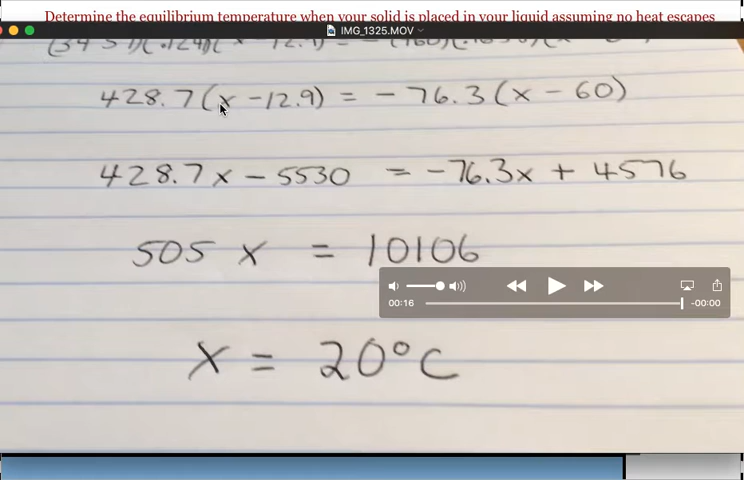 Determine the equilibrium temperature when your solid is placed in your liquid assuming no heat escapes
IMG_1325.MOV
428.7(x - 12.9) = - 76.3(x - 60)
428.7x - 5530 = -76.3x + 4576
505 x = 10106
00:16 -00:00
x = 20°C